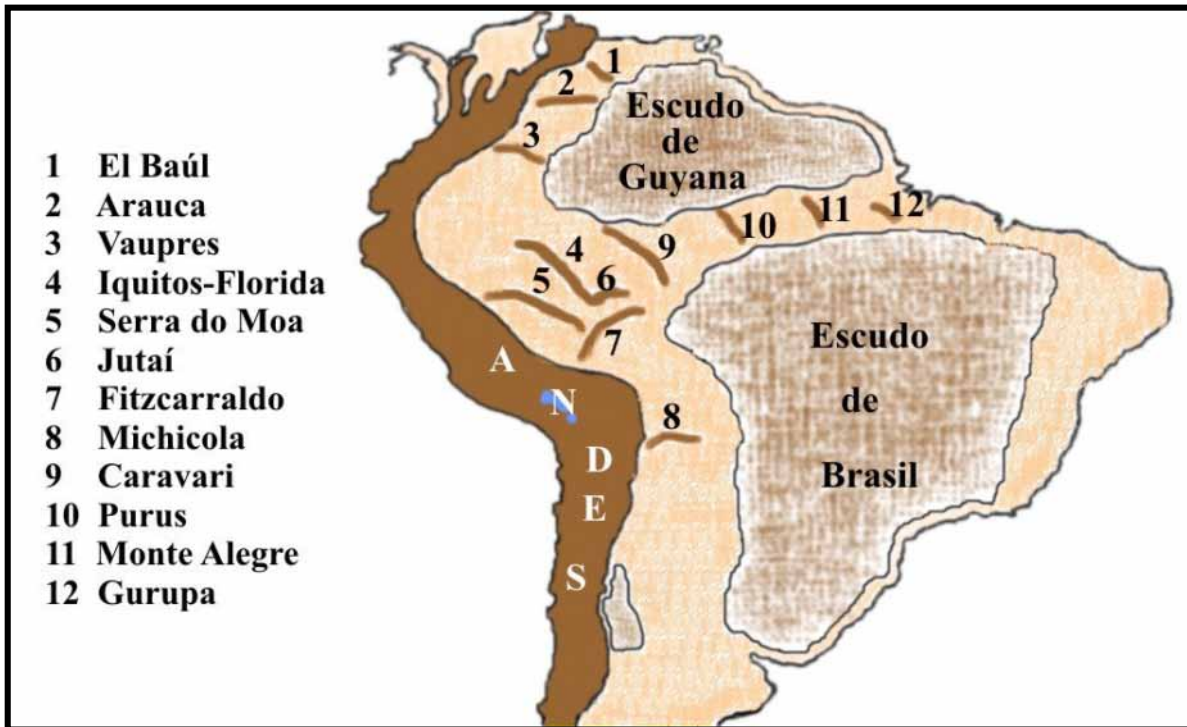 1 El Baúl
2 Arauca
3 Vaupres
4 Iquitos-Florida
5 Serra do Moa
6 Jutaí
7 Fitzcarraldo
8 Michicola
9 Caravari
10 Purus
11 Monte Alegre
12 Gurupa
1
2
3
Escudo
de
Guyana
4
5
6
7
9
10
11
12
8
A
N
D
E
S
Escudo
de
Brasil